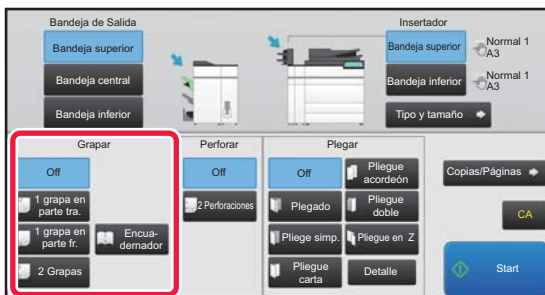 Bandeja de Salida
Insertador
Bandeja superior
Bandeja superior
Normal 1
A3
Bandeja central
Bandeja inferior
Normal 1
A3
Bandeja inferior
Tipo y tamaño
Grapar
Perforar
Plegar
Off
Off
Off
Pliegue
acordeón
Copias/Páginas
1 grapa en
parte tra.
2 Perforaciones
Plegado
Pliegue
doble
CA
1 grapa en
parte fr.
Encua-
dernador
Pliege simp.
Pliegue en Z
2 Grapas
Pliegue
carta
Detalle
Start